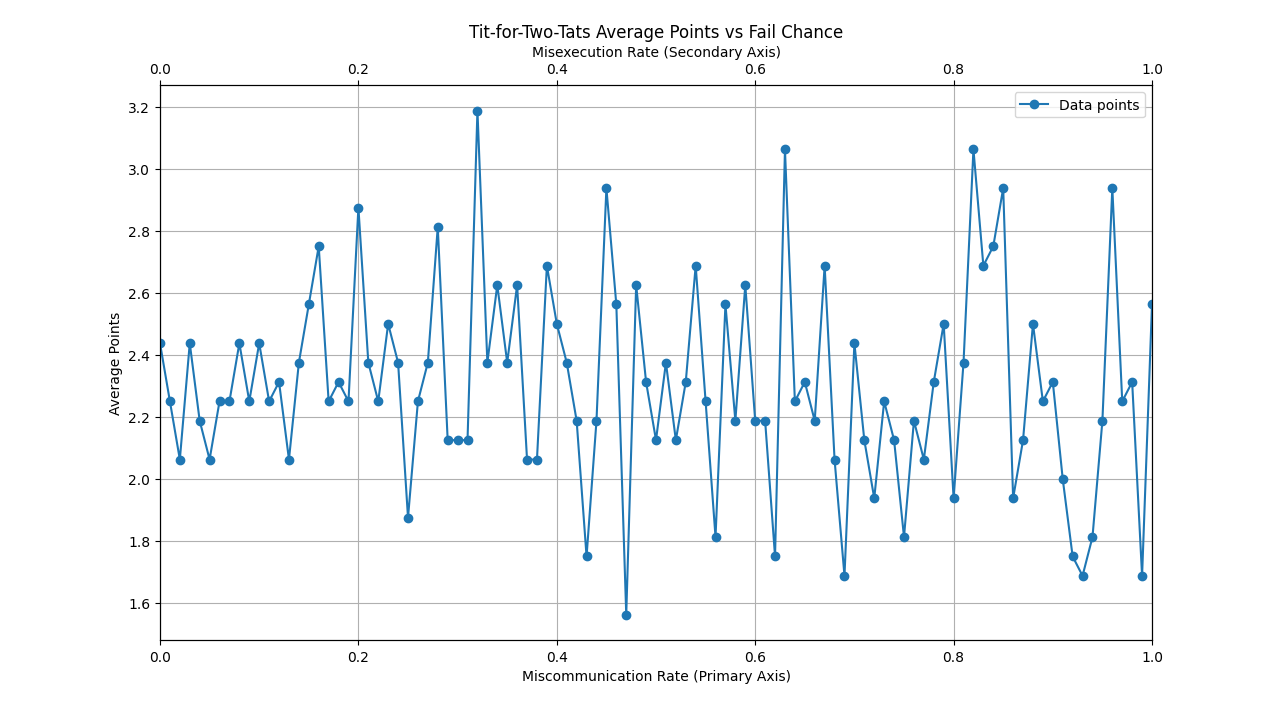 Tit-for-Two-Tats Average Points vs Fail Chance
Misexecution Rate (Secondary Axis)
0.0 0.2 0.4 0.6 0.8 1.0
Data points
3.2
3.0
2.8
2.6
2.4
2.2
2.0
1.8
1.6
Average Points
0.0 0.2 0.4 0.6 0.8 1.0
Miscommunication Rate (Primary Axis)